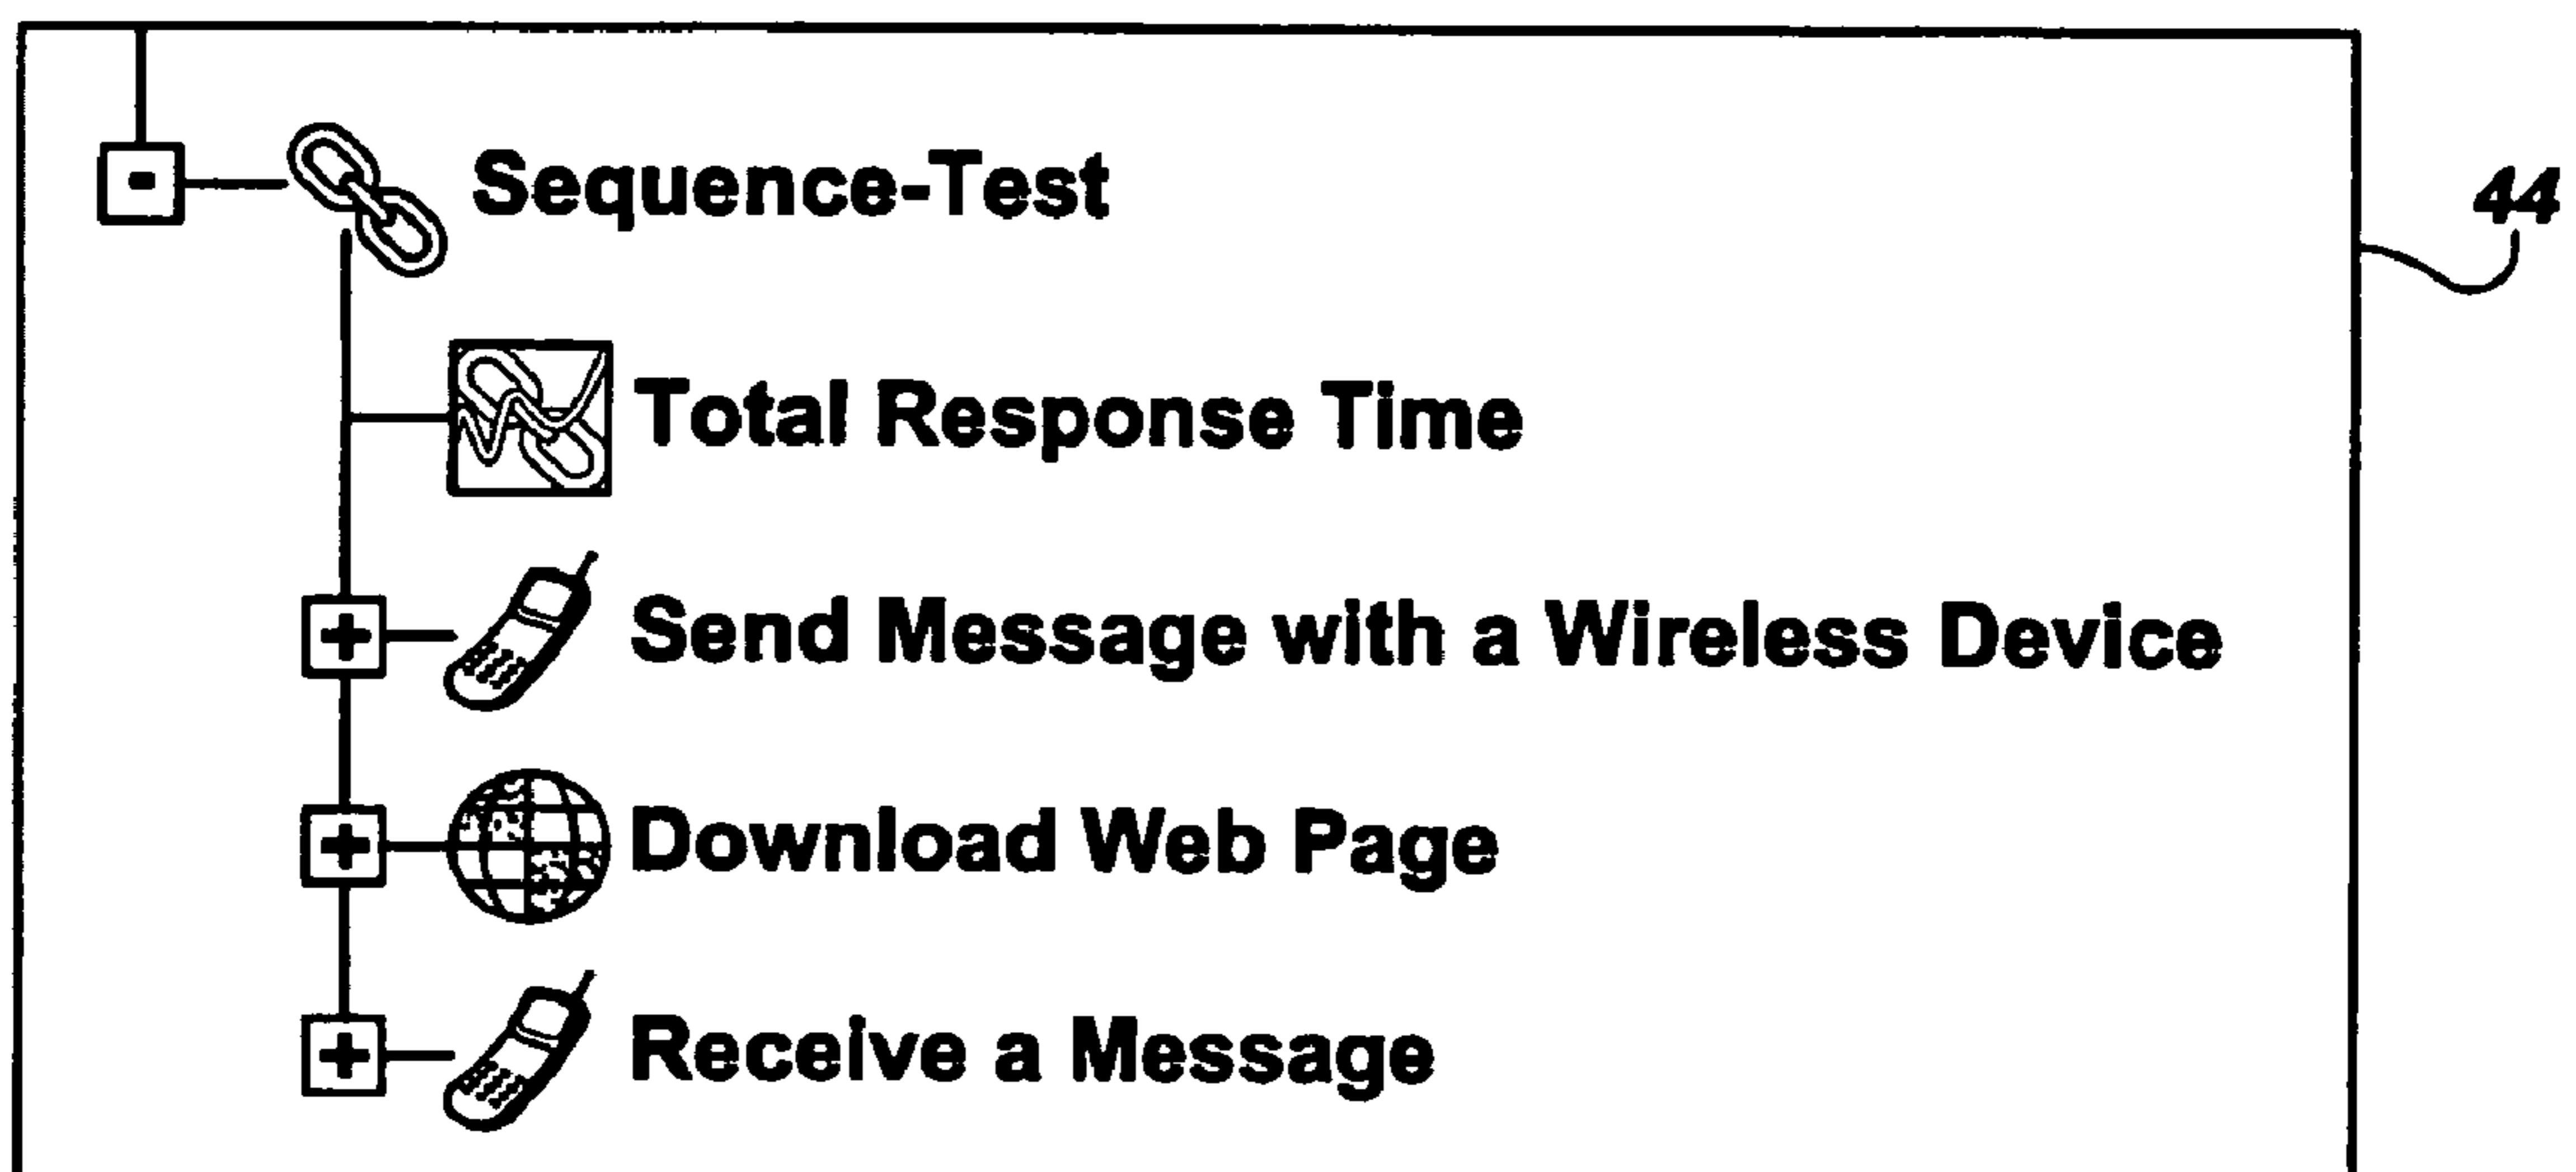 Sequence-Test
44
Total Response Time
Send Message with a Wireless Device
Download Web Page
Receive a Message